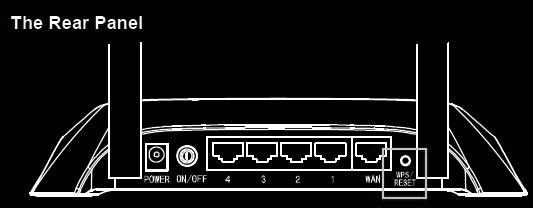 The Rear Panel
POWER ON/OFF 4 3 2 1 WAN WPS/
RESET